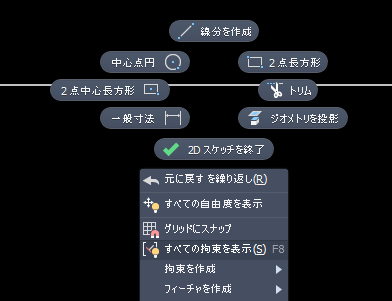 線分を作成
中心点円
2点長方形
2点中心長方形
トリム
一般寸法
ジオメトリを投影
2Dスケッチを終了
元に戻す を繰り返し(R)
すべての自由度を表示
グリッドにスナップ
すべての拘束を表示(S) F8
拘束を作成
フィーチャを作成